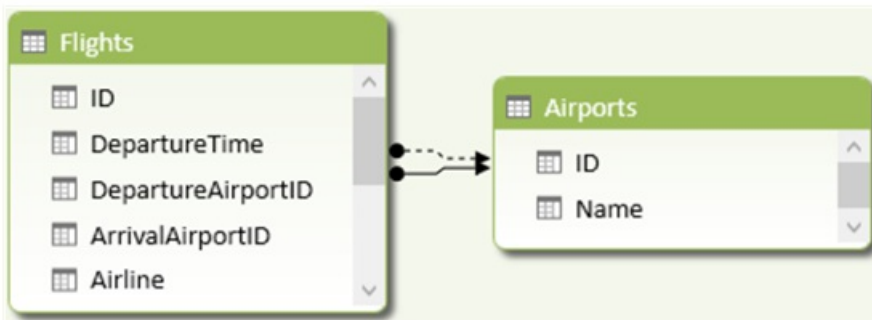 Flights
ID
DepartureTime
DepartureAirportID
ArrivalAirportID
Airline
Airports
ID
Name